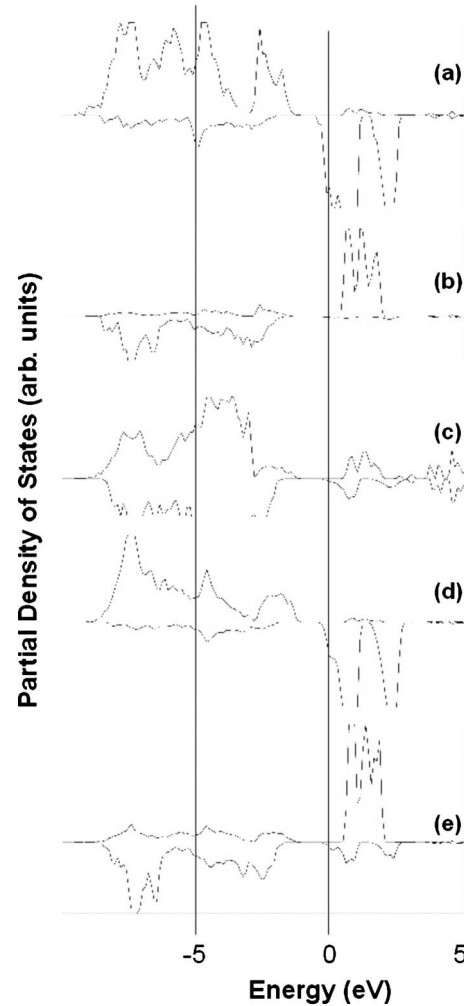 (a)
(b)
(c)
(d)
(e)
Partial Density of States (arb. units)
-5 0 5
Energy (eV)